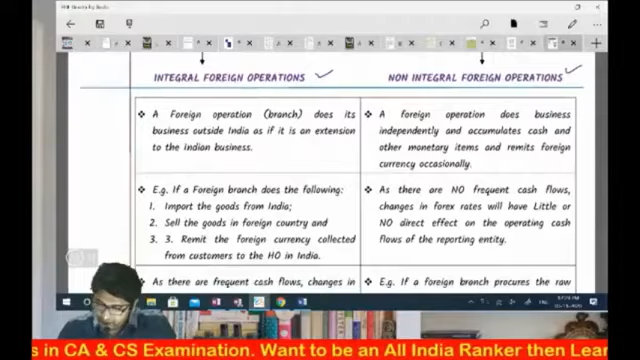 INTEGRAL FOREIGN OPERATIONS
NON INTEGRAL FOREIGN OPERATIONS
❖ A Foreign operation (branch) does its
business outside India as if it is an extension
to the Indian business.
❖ A foreign operation does business
independently and accumulates cash and
other monetary items and remits foreign
currency occasionally.
❖ E.g. If a Foreign branch does the following:
1. Import the goods from India;
2. Sell the goods in foreign country and
3. 3. Remit the foreign currency collected
from customers to the HO in India.
❖ As there are NO frequent cash flows,
changes in forex rates will have Little or
NO direct effect on the operating cash
flows of the reporting entity.
❖ As there are frequent cash flows, changes in
❖ E.g. If a foreign branch procures the raw
s in CA & CS Examination. Want to be an All India Ranker then Lear